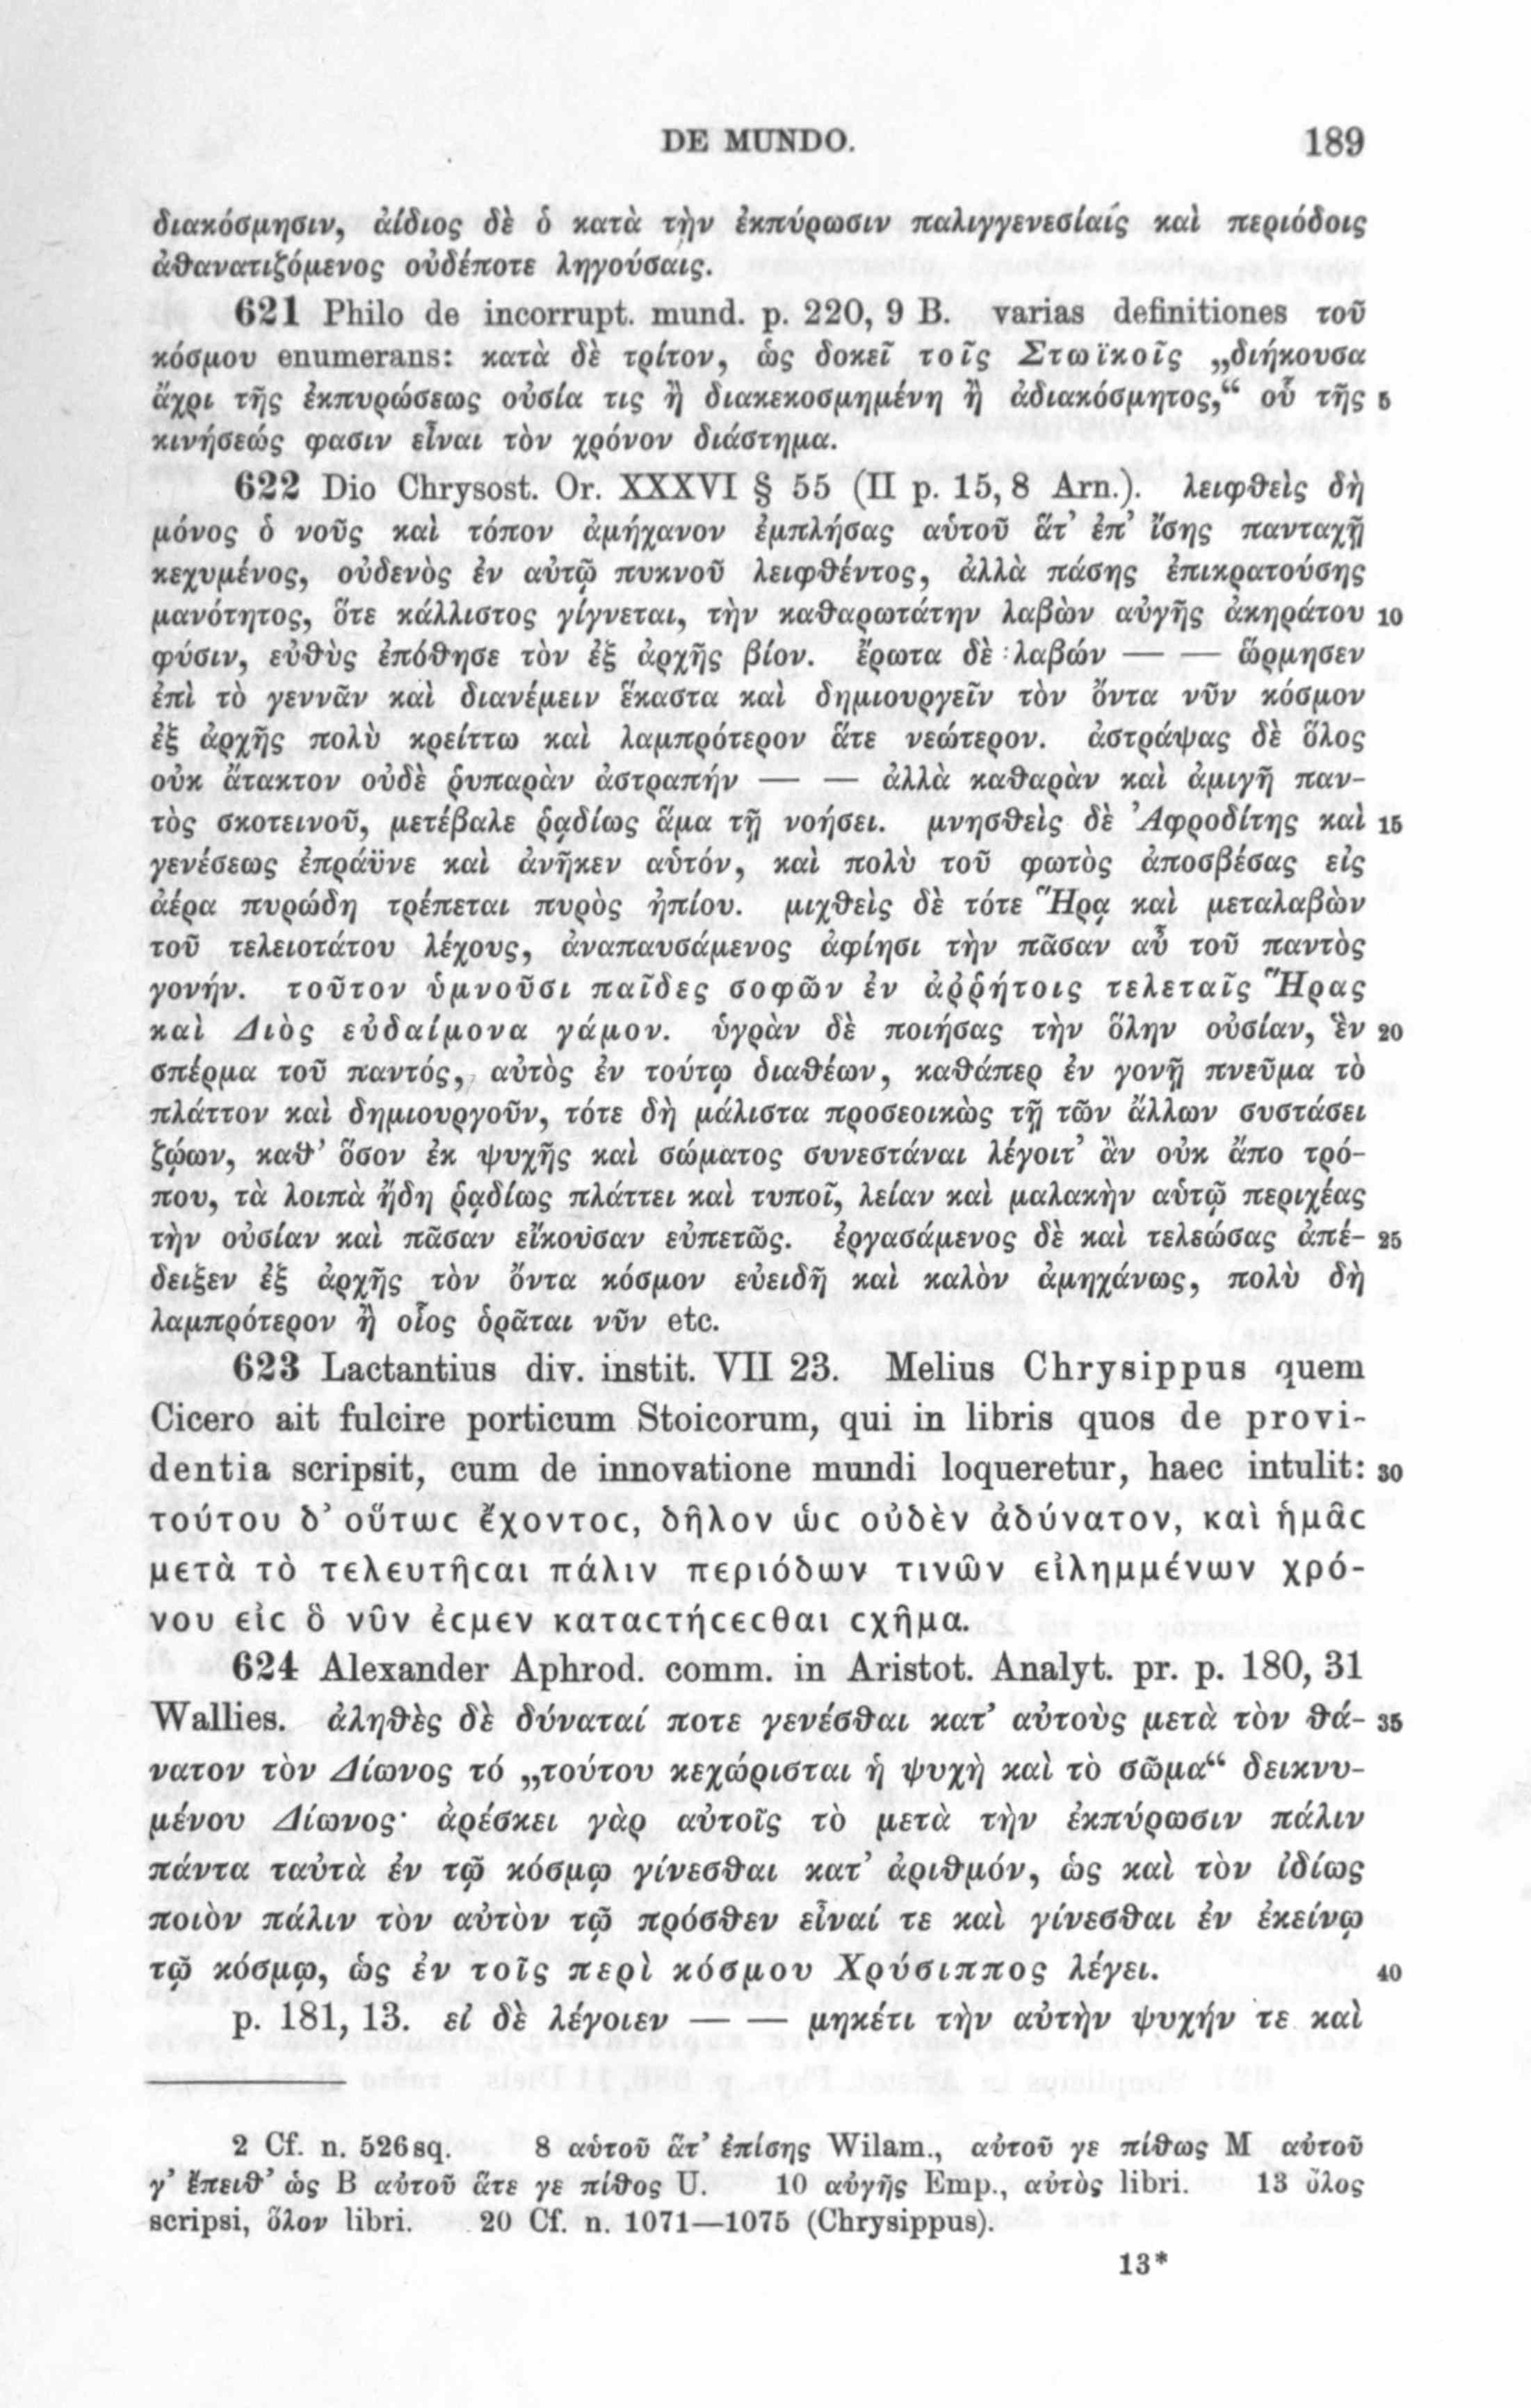 DE MUNDO. 189
διακόσμησιν, ἀίδιος δὲ ὁ κατὰ τὴν ἐκπύρωσιν παλιγγενεσίαις καὶ περιόδοις
ἀθανατιζόμενος οὐδέποτε ληγούσαις.
621 Philo de incorrupt. mund. p. 220, 9 B. varias definitiones τοῦ
κόσμου enumerans: κατὰ δὲ τρίτον, ὡς δοκεῖ τοῖς Στωϊκοῖς „διήκουσα
ἄχρι τῆς ἐκπυρώσεως οὐσία τις ἢ διακεκοσμημένη ἢ ἀδιακόσμητος,“ οὗ τῆς 5
κινήσεώς φασιν εἶναι τὸν χρόνον διάστημα.
622 Dio Chrysost. Or. XXXVI § 55 (II p. 15, 8 Arn.). λειφθεὶς δὴ
μόνος ὁ νοῦς καὶ τόπον ἀμήχανον ἐμπλήσας αὑτοῦ ἅτ’ ἐπ’ ἴσης πανταχῇ
κεχυμένος, οὐδενὸς ἐν αὐτῷ πυκνοῦ λειφθέντος, ἀλλὰ πάσης ἐπικρατούσης
μανότητος, ὅτε κάλλιστος γίγνεται, τὴν καθαρωτάτην λαβὼν αὐγῆς ἀκηράτου 10
φύσιν, εὐθὺς ἐπόθησε τὸν ἐξ ἀρχῆς βίον. ἔρωτα δὲ λαβών — — ὥρμησεν
ἐπὶ τὸ γεννᾶν καὶ διανέμειν ἕκαστα καὶ δημιουργεῖν τὸν ὄντα νῦν κόσμον
ἐξ ἀρχῆς πολὺ κρείττω καὶ λαμπρότερον ἅτε νεώτερον. ἀστράψας δὲ ὅλος
οὐκ ἄτακτον οὐδὲ ῥυπαρὰν ἀστραπήν — — ἀλλὰ καθαρὰν καὶ ἀμιγῆ παν-
τὸς σκοτεινοῦ, μετέβαλε ῥᾳδίως ἅμα τῇ νοήσει. μνησθεὶς δὲ Ἀφροδίτης καὶ 15
γενέσεως ἐπράϋνε καὶ ἀνῆκεν αὑτόν, καὶ πολὺ τοῦ φωτὸς ἀποσβέσας εἰς
ἀέρα πυρώδη τρέπεται πυρὸς ἠπίου. μιχθεὶς δὲ τότε Ἥρᾳ καὶ μεταλαβὼν
τοῦ τελειοτάτου λέχους, ἀναπαυσάμενος ἀφίησι τὴν πᾶσαν αὖ τοῦ παντὸς
γονήν. τοῦτον ὑμνοῦσι παῖδες σοφῶν ἐν ἀῤῥήτοις τελεταῖς Ἥρας
καὶ Διὸς εὐδαίμονα γάμον. ὑγρὰν δὲ ποιήσας τὴν ὅλην οὐσίαν, ἓν 20
σπέρμα τοῦ παντός, αὐτὸς ἐν τούτῳ διαθέων, καθάπερ ἐν γονῇ πνεῦμα τὸ
πλάττον καὶ δημιουργοῦν, τότε δὴ μάλιστα προσεοικὼς τῇ τῶν ἄλλων συστάσει
ζῴων, καθ’ ὅσον ἐκ ψυχῆς καὶ σώματος συνεστάναι λέγοιτ’ ἂν οὐκ ἄπο τρό-
που, τὰ λοιπὰ ἤδη ῥᾳδίως πλάττει καὶ τυποῖ, λείαν καὶ μαλακὴν αὑτῷ περιχέας
τὴν οὐσίαν καὶ πᾶσαν εἴκουσαν εὐπετῶς. ἐργασάμενος δὲ καὶ τελεώσας ἀπέ- 25
δειξεν ἐξ ἀρχῆς τὸν ὄντα κόσμον εὐειδῆ καὶ καλὸν ἀμηχάνως, πολὺ δὴ
λαμπρότερον ἢ οἷος ὁρᾶται νῦν etc.
623 Lactantius div. instit. VII 23. Melius Chrysippus quem
Cicero ait fulcire porticum Stoicorum, qui in libris quos de provi-
dentia scripsit, cum de innovatione mundi loqueretur, haec intulit: 30
τούτου δ’ οὕτωϲ ἔχοντοϲ, δῆλον ὡϲ οὐδὲν ἀδύνατον, καὶ ἡμᾶϲ
μετὰ τὸ τελευτῆϲαι πάλιν περιόδων τινῶν εἰλημμένων χρό-
νου εἰϲ ὃ νῦν ἐϲμεν καταϲτήϲεϲθαι ϲχῆμα.
624 Alexander Aphrod. comm. in Aristot. Analyt. pr. p. 180, 31
Wallies. ἀληθὲς δὲ δύναταί ποτε γενέσθαι κατ’ αὐτοὺς μετὰ τὸν θά- 35
νατον τὸν Δίωνος τό „τούτου κεχώρισται ἡ ψυχὴ καὶ τὸ σῶμα“ δεικνυ-
μένου Δίωνος· ἀρέσκει γὰρ αὐτοῖς τὸ μετὰ τὴν ἐκπύρωσιν πάλιν
πάντα ταὐτὰ ἐν τῷ κόσμῳ γίνεσθαι κατ’ ἀριθμόν, ὡς καὶ τὸν ἰδίως
ποιὸν πάλιν τὸν αὐτὸν τῷ πρόσθεν εἶναί τε καὶ γίνεσθαι ἐν ἐκείνῳ
τῷ κόσμῳ, ὡς ἐν τοῖς περὶ κόσμου Χρύσιππος λέγει. 40
p. 181, 13. εἰ δὲ λέγοιεν — — μηκέτι τὴν αὐτὴν ψυχήν τε καὶ
2 Cf. n. 526 sq. 8 αὑτοῦ ἅτ’ ἐπίσης Wilam., αὐτοῦ γε πίθως M αὐτοῦ
γ’ ἔπειθ’ ὡς B αὐτοῦ ἅτε γε πίθος U. 10 αὐγῆς Emp., αὐτὸς libri. 13 ὅλος
scripsi, ὅλον libri. 20 Cf. n. 1071—1075 (Chrysippus).
13*